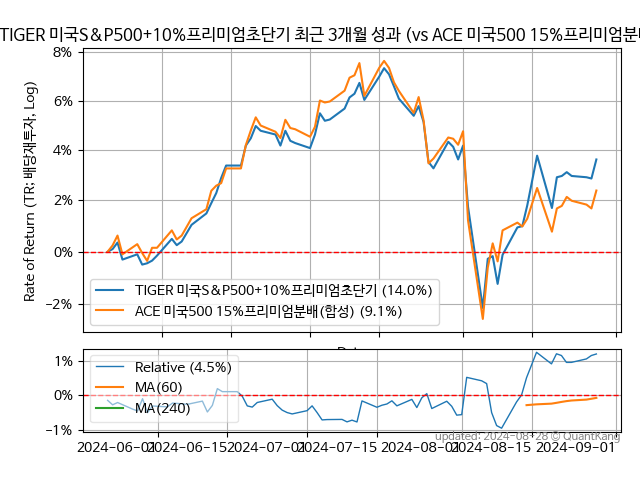 TIGER 미국S&P500+10%프리미엄초단기 최근 3개월 성과 (vs ACE 미국500 15%프리미엄분배
Rate of Return (TR: 배당재투자, Log)
8%
6%
4%
2%
0%
−2%
TIGER 미국S&P500+10%프리미엄초단기 (14.0%)
ACE 미국500 15%프리미엄분배(합성) (9.1%)
1%
0%
−1%
Relative (4.5%)
MA(60)
MA(240)
updated: 2024-08-28 © QuantKang
2024-06-01 2024-06-15 2024-07-01 2024-07-15 2024-08-01 2024-08-15 2024-09-01